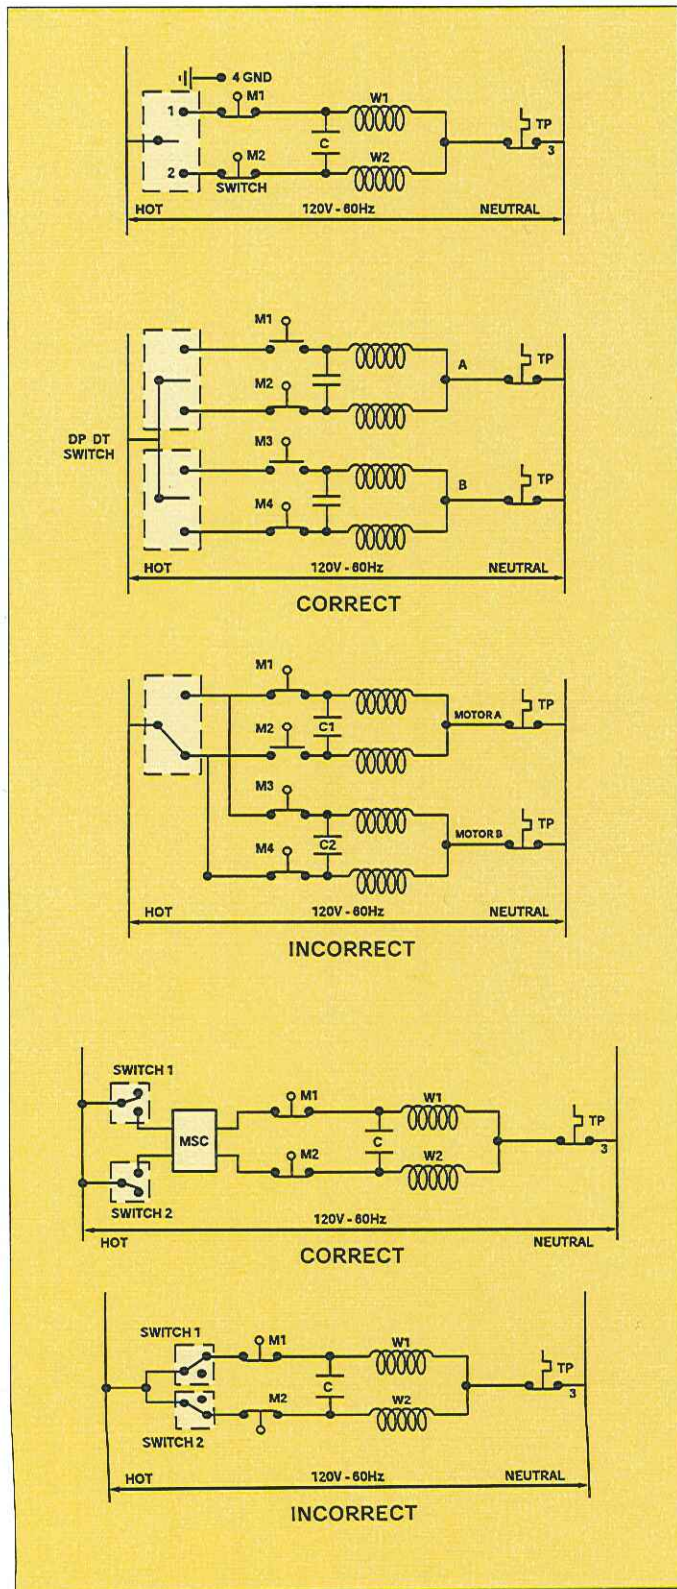 4 GND
M1
W1
1
TP
C
3
M2
W2
2
SWITCH
HOT 120V - 60Hz NEUTRAL
M1
A
TP
M2
DP DT
SWITCH
M3
B
TP
M4
HOT 120V - 60Hz NEUTRAL
CORRECT
M1
TP
MOTOR A
M2
C1
M3
TP
MOTOR B
M4
C2
HOT 120V - 60Hz NEUTRAL
INCORRECT
SWITCH 1
M1
W1
TP
MSC
C
3
M2
W2
SWITCH 2
120V - 60Hz
HOT NEUTRAL
CORRECT
SWITCH 1
M1
W1
TP
C
3
M2
W2
SWITCH 2
HOT 120V - 60Hz NEUTRAL
INCORRECT